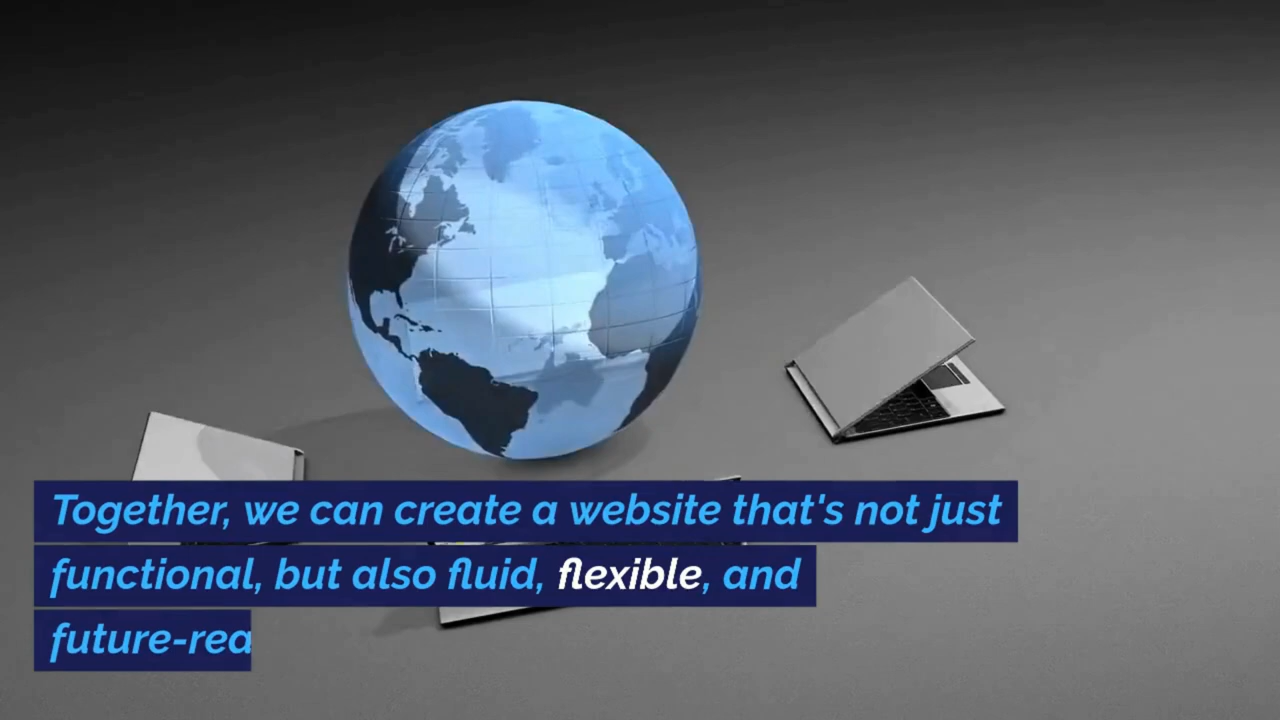 Together, we can create a website that's not just
functional, but also fluid, flexible, and
future-rea